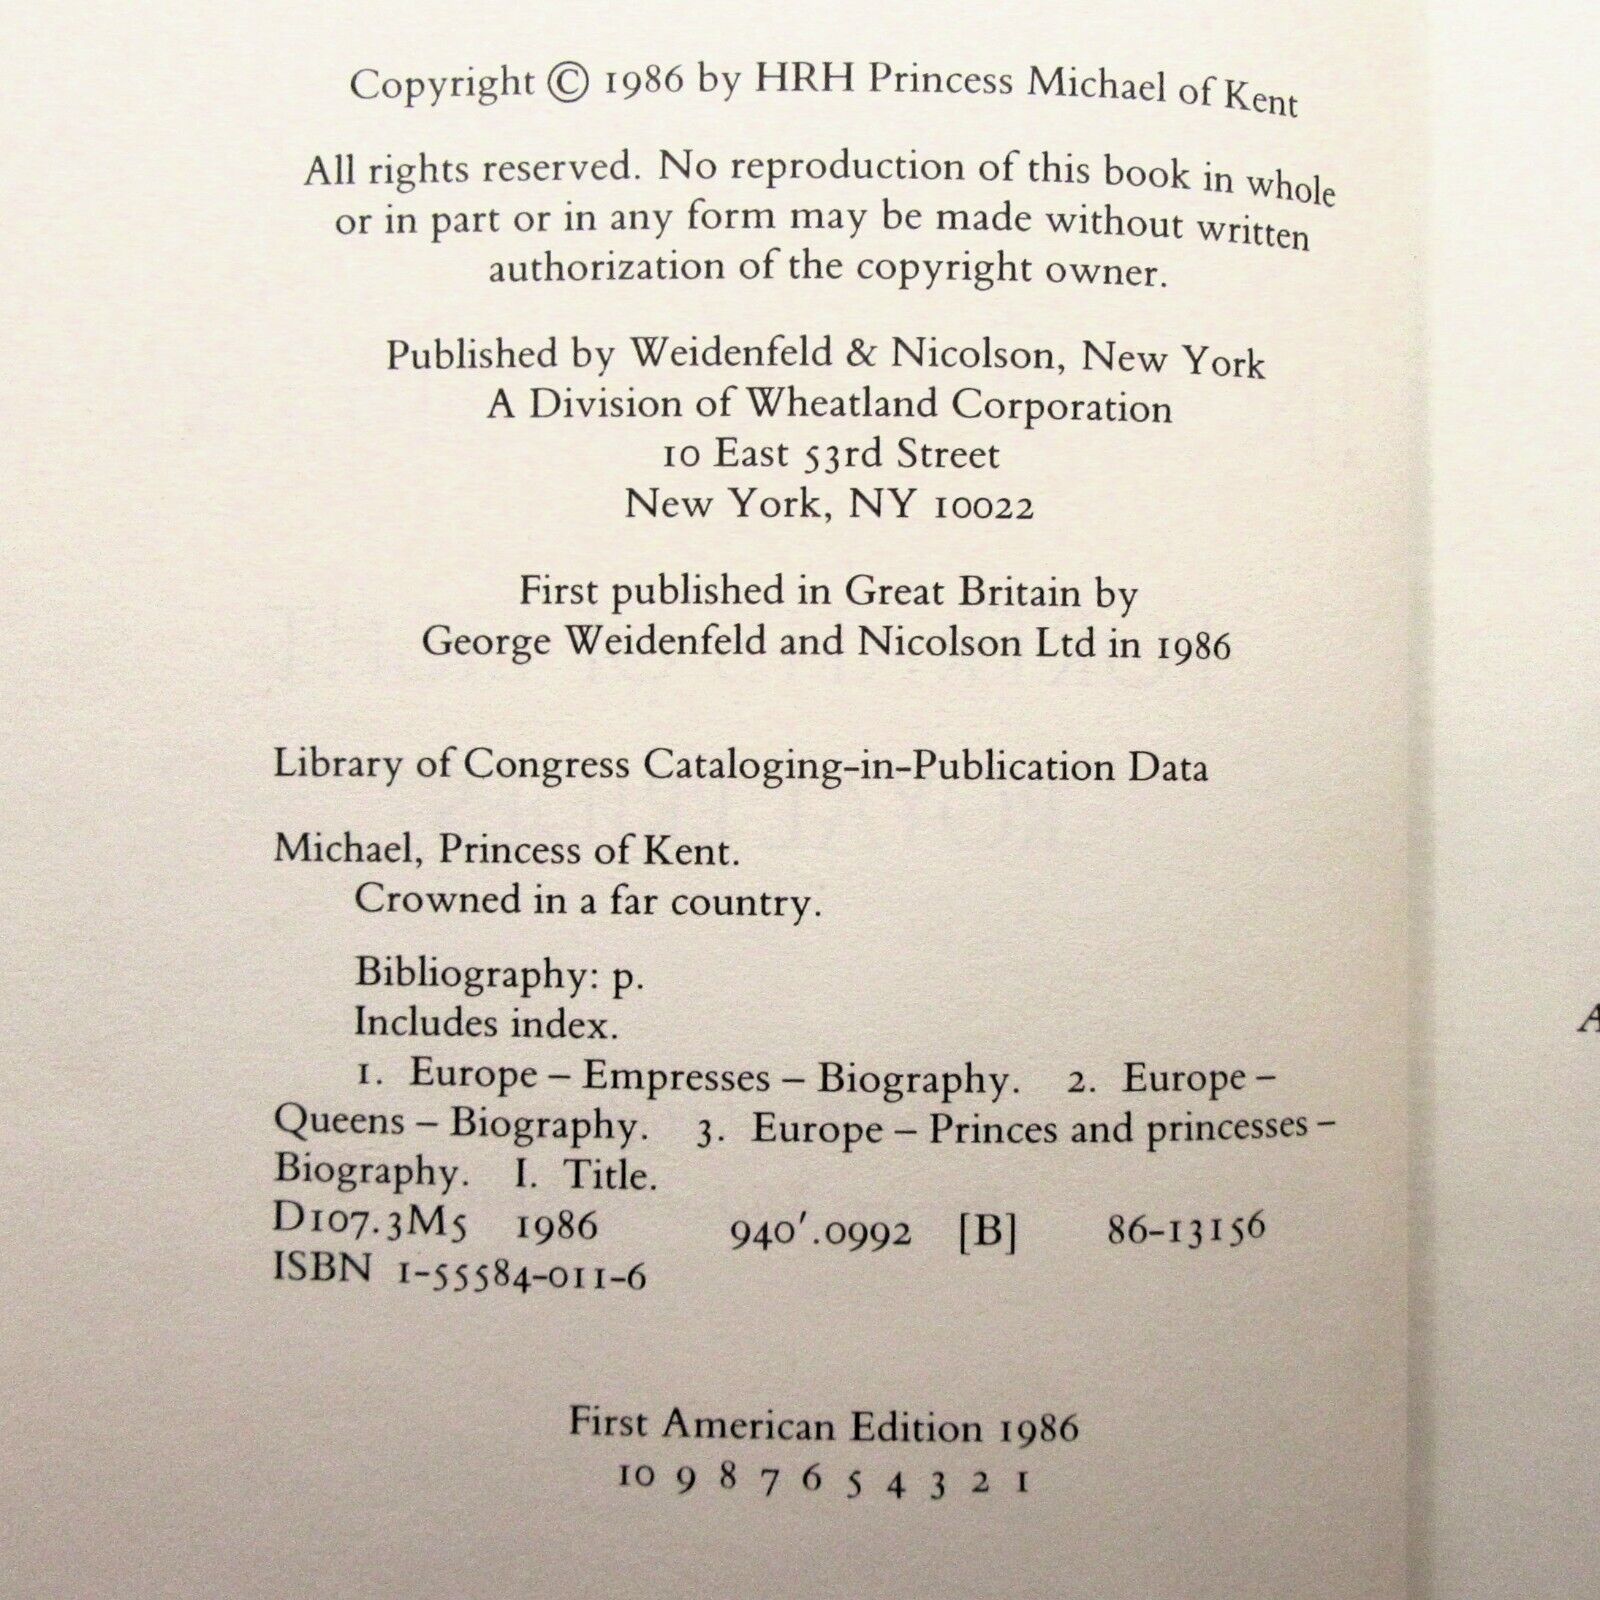 Copyright © 1986 by HRH Princess Michael of Kent
All rights reserved. No reproduction of this book in whole
or in part or in any form may be made without written
authorization of the copyright owner.
Published by Weidenfeld & Nicolson, New York
A Division of Wheatland Corporation
10 East 53rd Street
New York, NY 10022
First published in Great Britain by
George Weidenfeld and Nicolson Ltd in 1986
Library of Congress Cataloging-in-Publication Data
Michael, Princess of Kent.
Crowned in a far country.
Bibliography: p.
Includes index.
1. Europe – Empresses – Biography. 2. Europe –
Queens – Biography. 3. Europe – Princes and princesses –
Biography. I. Title.
D107.3M5 1986 940′.0992 [B] 86-13156
ISBN 1-55584-011-6
First American Edition 1986
10 9 8 7 6 5 4 3 2 1